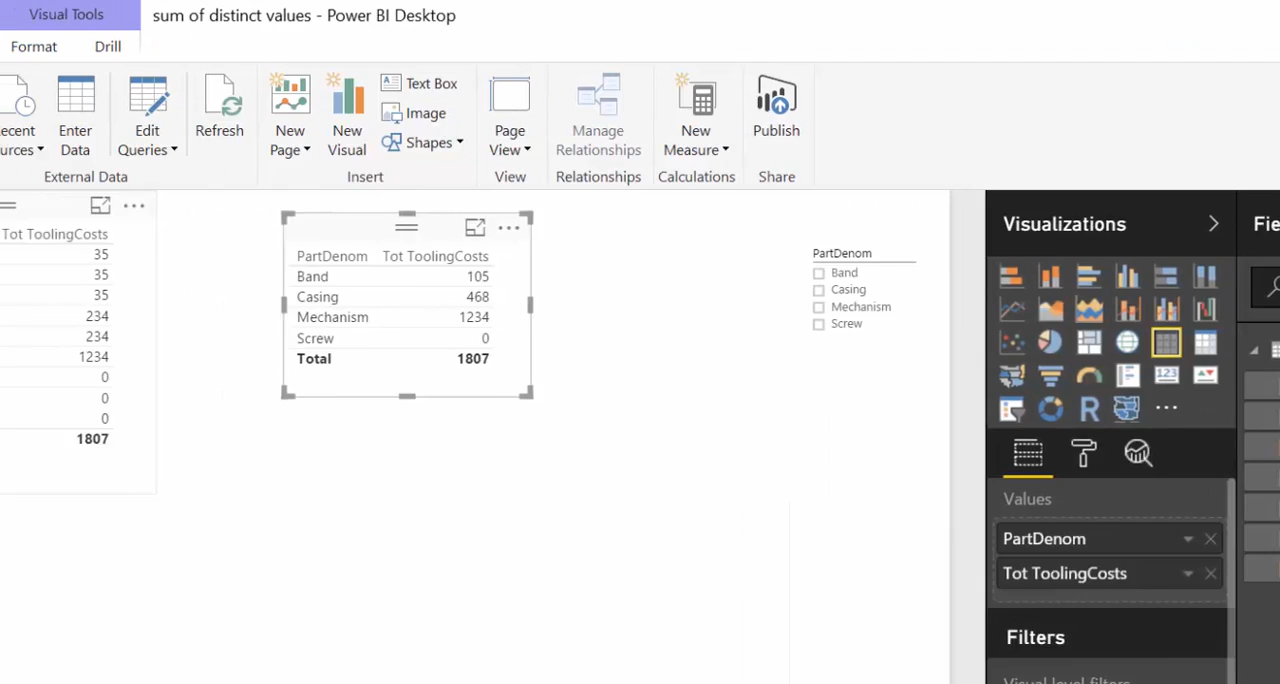 Visual Tools
sum of distinct values - Power BI Desktop
Format Drill
ecent
urces
Enter
Data
Edit
Queries
Refresh
New
Page
New
Visual
Text Box
Image
Shapes
Page
View
Manage
Relationships
New
Measure
Publish
External Data
Insert
View
Relationships
Calculations
Share
Tot ToolingCosts
35
35
35
234
234
1234
0
0
0
1807
PartDenom Tot ToolingCosts
Band 105
Casing 468
Mechanism 1234
Screw 0
Total 1807
PartDenom
Band
Casing
Mechanism
Screw
Visualizations
Fie
123
R
Values
PartDenom
Tot ToolingCosts
Filters
Visual level filters